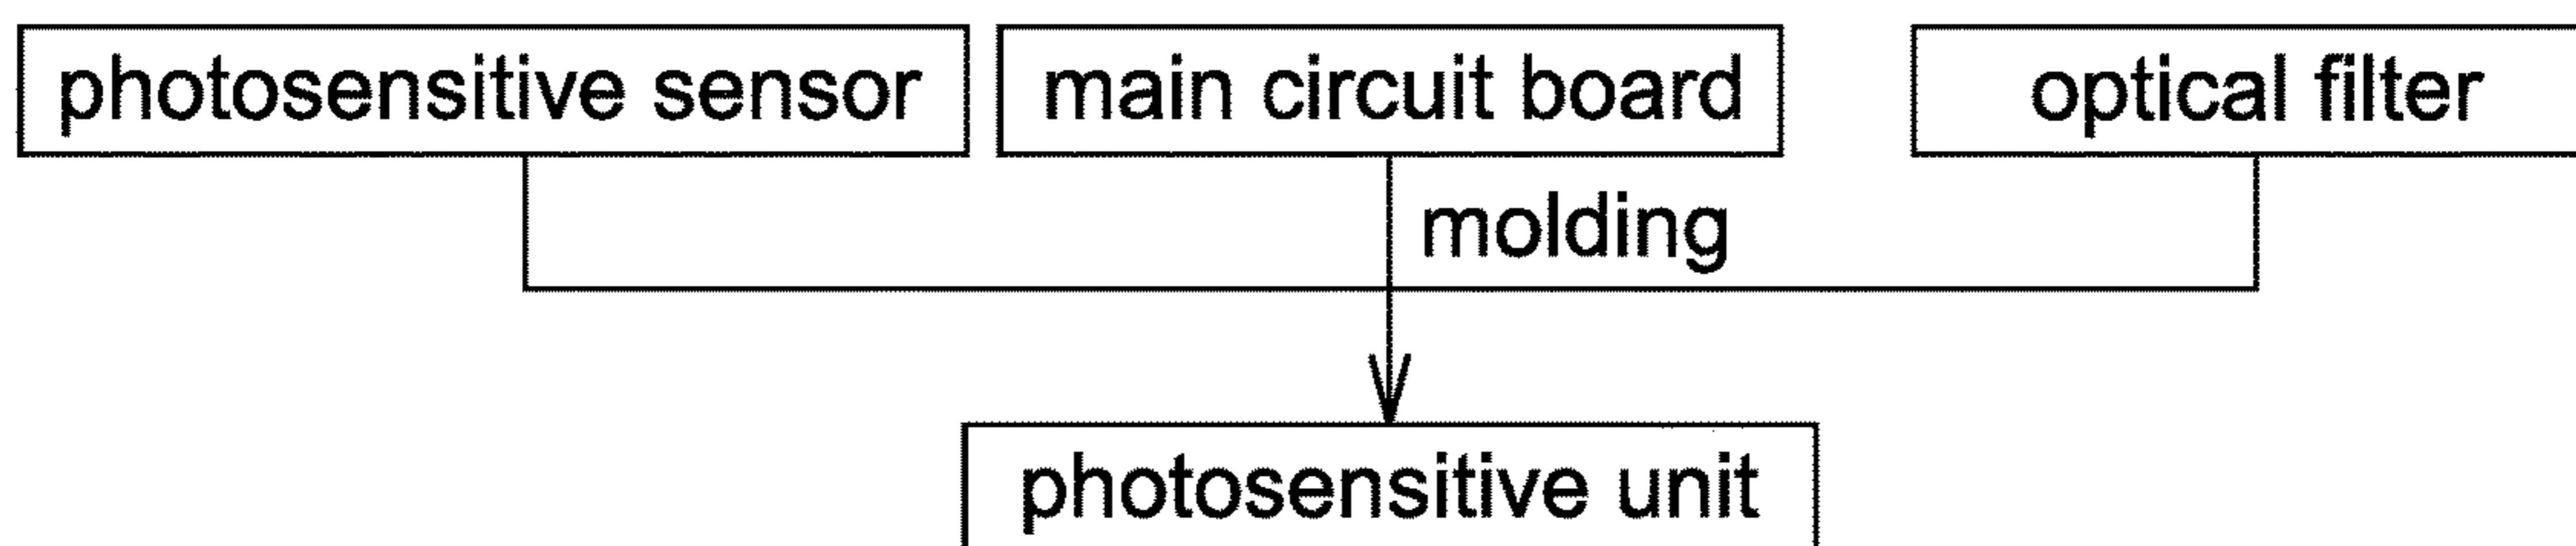 photosensitive sensor
main circuit board
optical filter
molding
photosensitive unit